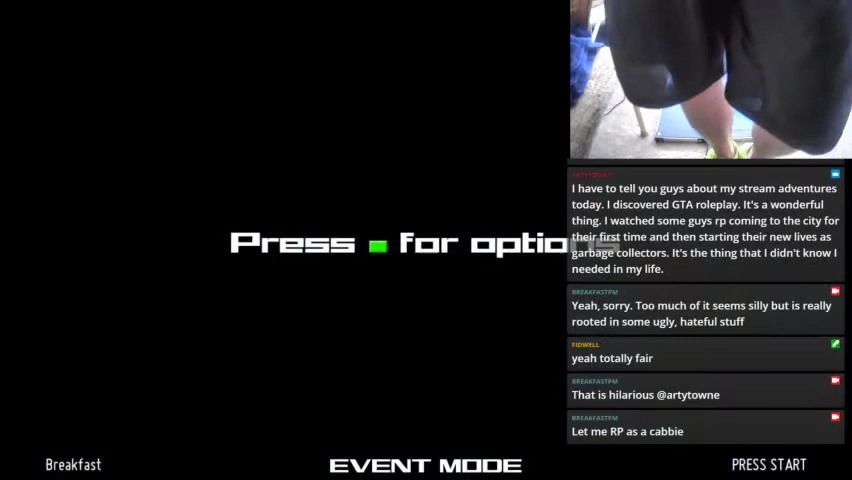 Press for options
I have to tell you guys about my stream adventures
today. I discovered GTA roleplay. It's a wonderful
thing. I watched some guys rp coming to the city for
their first time and then starting their new lives as
garbage collectors. It's the thing that I didn't know I
needed in my life.
BREAKFASTPM
Yeah, sorry. Too much of it seems silly but is really
rooted in some ugly, hateful stuff
FIDWELL
yeah totally fair
BREAKFASTPM
That is hilarious @artytowne
BREAKFASTPM
Let me RP as a cabbie
Breakfast
EVENT MODE
PRESS START